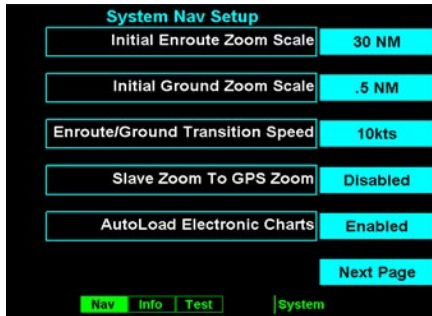 System Nav Setup
Initial Enroute Zoom Scale 30 NM
Initial Ground Zoom Scale .5 NM
Enroute/Ground Transition Speed 10kts
Slave Zoom To GPS Zoom Disabled
AutoLoad Electronic Charts Enabled
Next Page
Nav Info Test System